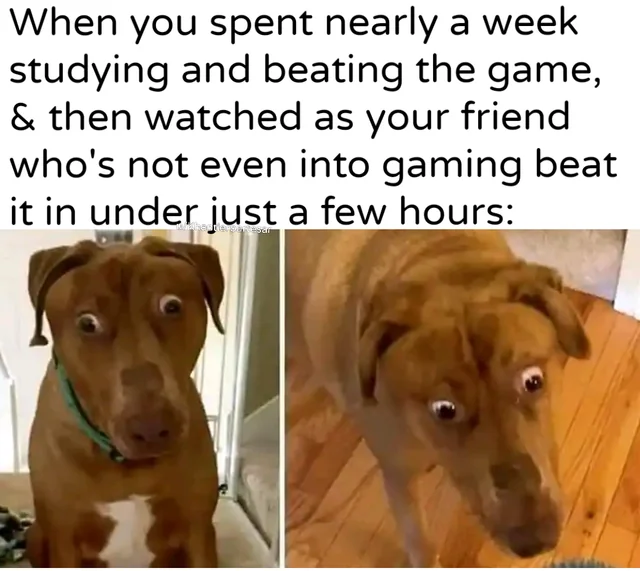 When you spent nearly a week
studying and beating the game,
& then watched as your friend
who's not even into gaming beat
it in under just a few hours: